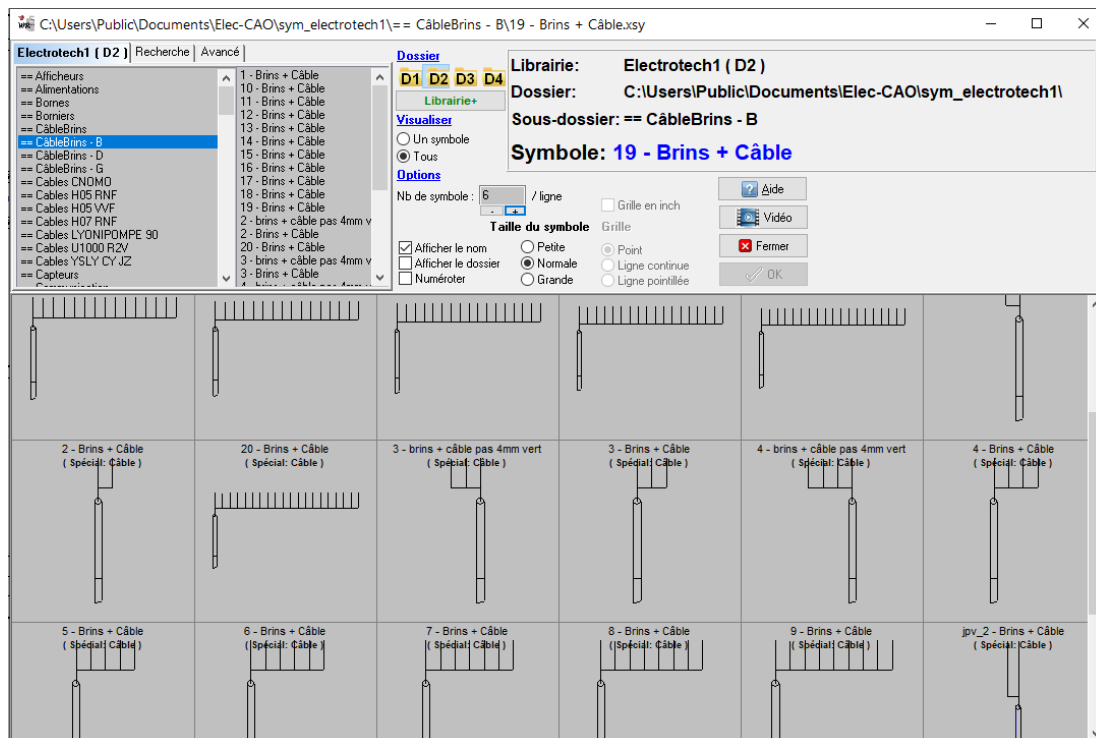 C:\Users\Public\Documents\Elec-CAO\sym_electrotech1\== CâbleBrins - B\19 - Brins + Câble.xsy
Electrotech1 ( D2 )
Recherche
Avancé
== Afficheurs
== Alimentations
== Bornes
== Borniers
== CâbleBrins
== CâbleBrins - B
== CâbleBrins - D
== CâbleBrins - G
== Cables CNOMO
== Cables H05 RNF
== Cables H05 VVF
== Cables H07 RNF
== Cables LYONIPOMPE 90
== Cables U1000 R2V
== Cables YSLY CY JZ
== Capteurs
1 - Brins + Câble
10 - Brins + Câble
11 - Brins + Câble
12 - Brins + Câble
13 - Brins + Câble
14 - Brins + Câble
15 - Brins + Câble
16 - Brins + Câble
17 - Brins + Câble
18 - Brins + Câble
19 - Brins + Câble
2 - brins + câble pas 4mm v
2 - Brins + Câble
20 - Brins + Câble
3 - brins + câble pas 4mm v
3 - Brins + Câble
Dossier
D1 D2 D3 D4
Librairie+
Visualiser
Un symbole
Tous
Options
Nb de symbole : 6 / ligne
- +
Afficher le nom
Afficher le dossier
Numéroter
Taille du symbole
Petite
Normale
Grande
Grille en inch
Grille
Point
Ligne continue
Ligne pointillée
Librairie: Electrotech1 ( D2 )
Dossier: C:\Users\Public\Documents\Elec-CAO\sym_electrotech1\
Sous-dossier: == CâbleBrins - B
Symbole: 19 - Brins + Câble
Aide
Vidéo
Fermer
OK
2 - Brins + Câble
( Spécial: Câble )
20 - Brins + Câble
( Spécial: Câble )
3 - brins + câble pas 4mm vert
( Spécial: Câble )
3 - Brins + Câble
( Spécial: Câble )
4 - brins + câble pas 4mm vert
( Spécial: Câble )
4 - Brins + Câble
( Spécial: Câble )
5 - Brins + Câble
( Spécial: Câble )
6 - Brins + Câble
( Spécial: Câble )
7 - Brins + Câble
( Spécial: Câble )
8 - Brins + Câble
( Spécial: Câble )
9 - Brins + Câble
( Spécial: Câble )
jpv_2 - Brins + Câble
( Spécial: Câble )